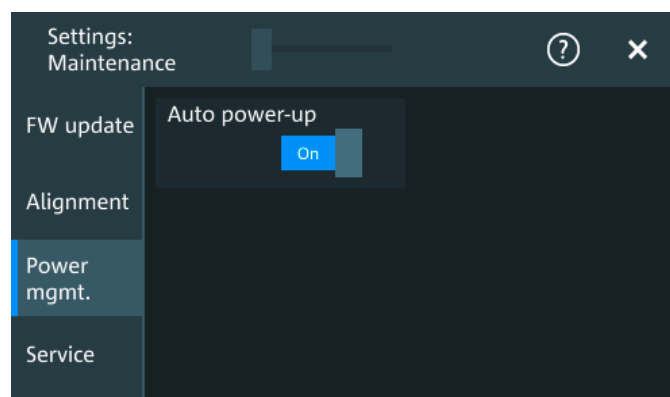 Settings:
Maintenance
?
FW update
Auto power-up
On
Alignment
Power
mgmt.
Service